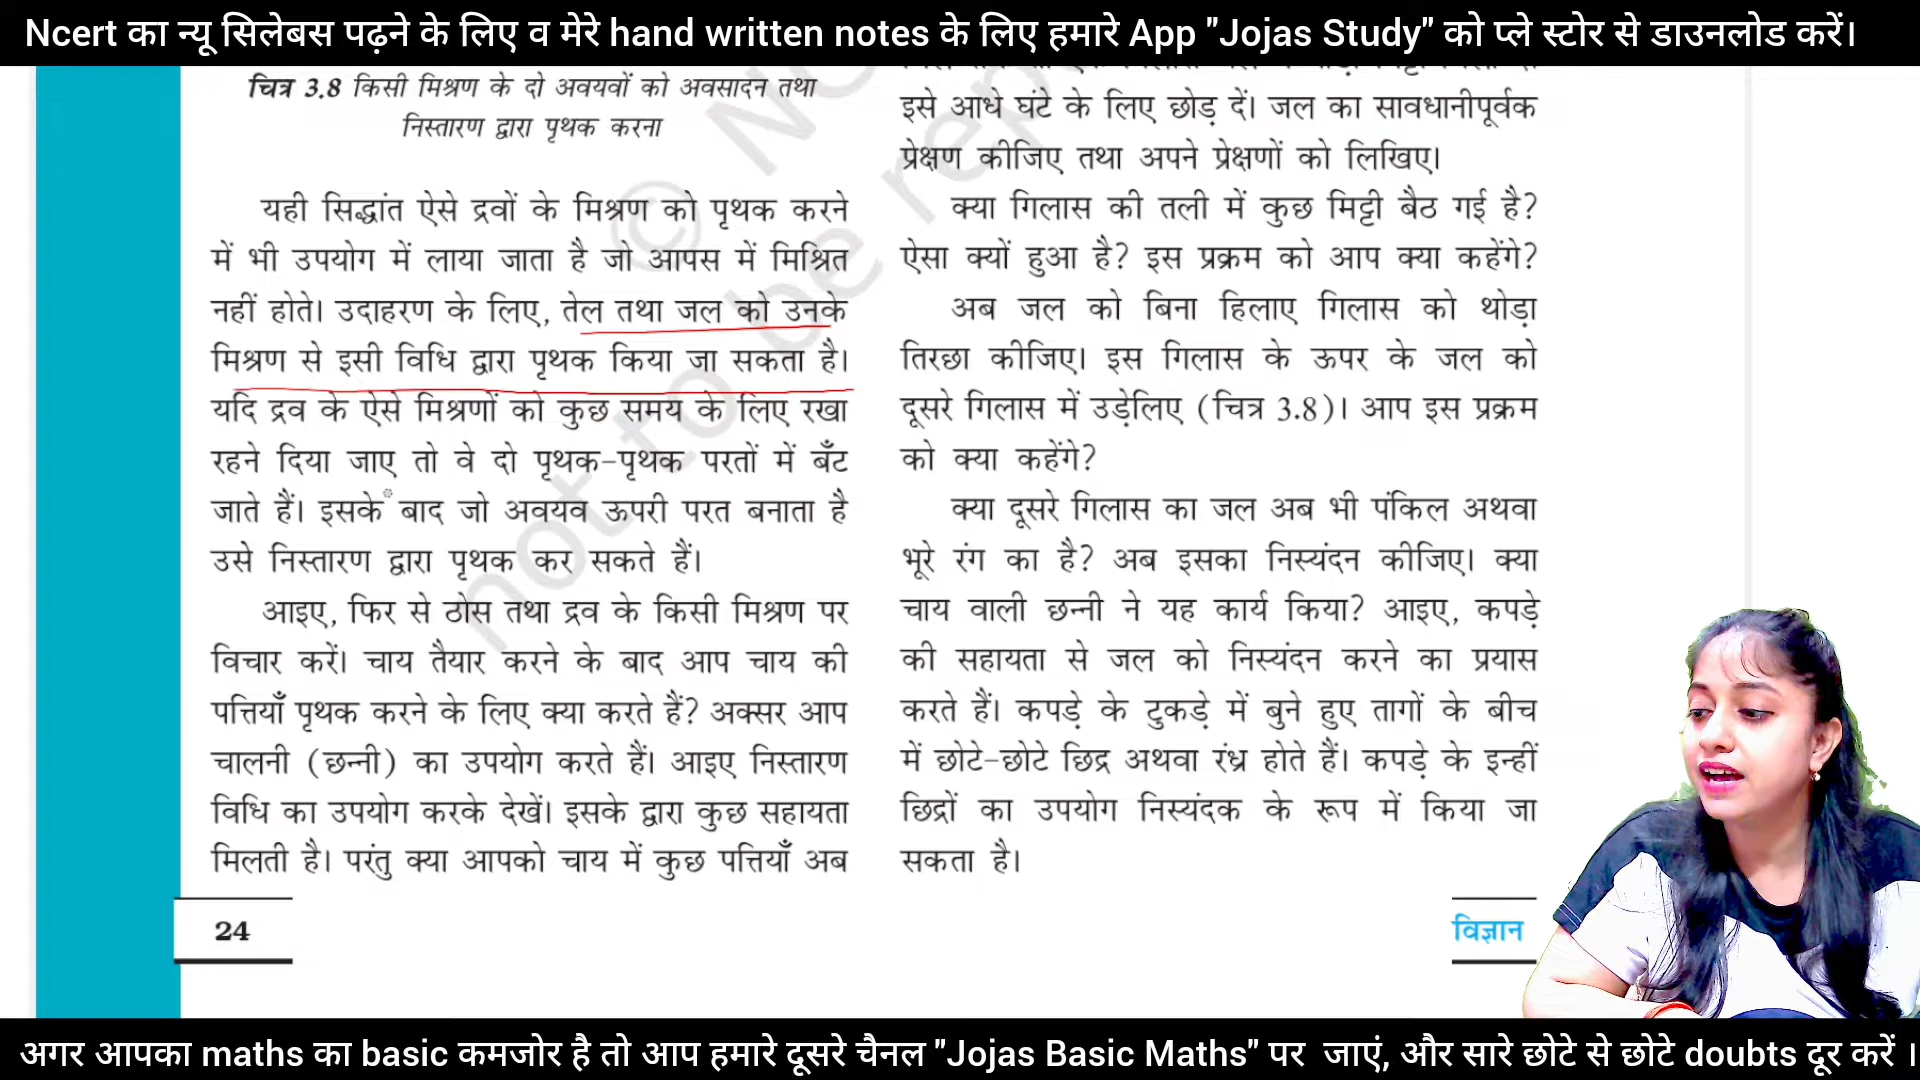 Ncert का न्यू सिलेबस पढ़ने के लिए व मेरे hand written notes के लिए हमारे App "Jojas Study" को प्ले स्टोर से डाउनलोड करें।
चित्र 3.8 किसी मिश्रण के दो अवयवों को अवसादन तथा
निस्तारण द्वारा पृथक करना
यही सिद्धांत ऐसे द्रवों के मिश्रण को पृथक करने
में भी उपयोग में लाया जाता है जो आपस में मिश्रित
नहीं होते। उदाहरण के लिए, तेल तथा जल को उनके
मिश्रण से इसी विधि द्वारा पृथक किया जा सकता है।
यदि द्रव के ऐसे मिश्रणों को कुछ समय के लिए रखा
रहने दिया जाए तो वे दो पृथक-पृथक परतों में बँट
जाते हैं। इसके बाद जो अवयव ऊपरी परत बनाता है
उसे निस्तारण द्वारा पृथक कर सकते हैं।
आइए, फिर से ठोस तथा द्रव के किसी मिश्रण पर
विचार करें। चाय तैयार करने के बाद आप चाय की
पत्तियाँ पृथक करने के लिए क्या करते हैं? अक्सर आप
चालनी (छन्नी) का उपयोग करते हैं। आइए निस्तारण
विधि का उपयोग करके देखें। इसके द्वारा कुछ सहायता
मिलती है। परंतु क्या आपको चाय में कुछ पत्तियाँ अब
24
इसे आधे घंटे के लिए छोड़ दें। जल का सावधानीपूर्वक
प्रेक्षण कीजिए तथा अपने प्रेक्षणों को लिखिए।
क्या गिलास की तली में कुछ मिट्टी बैठ गई है?
ऐसा क्यों हुआ है? इस प्रक्रम को आप क्या कहेंगे?
अब जल को बिना हिलाए गिलास को थोड़ा
तिरछा कीजिए। इस गिलास के ऊपर के जल को
दूसरे गिलास में उड़ेलिए (चित्र 3.8)। आप इस प्रक्रम
को क्या कहेंगे?
क्या दूसरे गिलास का जल अब भी पंकिल अथवा
भूरे रंग का है? अब इसका निस्यंदन कीजिए। क्या
चाय वाली छन्नी ने यह कार्य किया? आइए, कपड़े
की सहायता से जल को निस्यंदन करने का प्रयास
करते हैं। कपड़े के टुकड़े में बुने हुए तागों के बीच
में छोटे-छोटे छिद्र अथवा रंध्र होते हैं। कपड़े के इन्हीं
छिद्रों का उपयोग निस्यंदक के रूप में किया जा
सकता है।
विज्ञान
not to be
अगर आपका maths का basic कमजोर है तो आप हमारे दूसरे चैनल "Jojas Basic Maths" पर जाएं, और सारे छोटे से छोटे doubts दूर करें ।